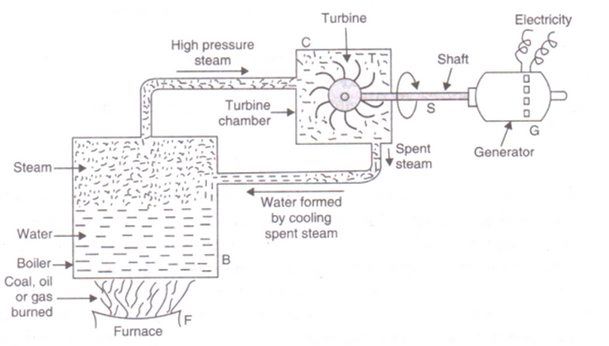 Electricity
Turbine
C
High pressure
steam
T
Shaft
Turbine
chamber
S
G
Generator
Spent
steam
Steam
Water formed
by cooling
spent steam
Water
Boiler
B
Coal, oil
or gas
burned
F
Furnace